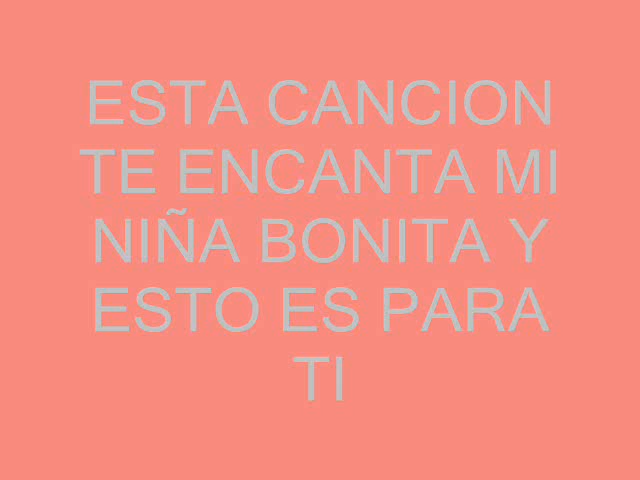 ESTA CANCION
TE ENCANTA MI
NIÑA BONITA Y
ESTO ES PARA
TI